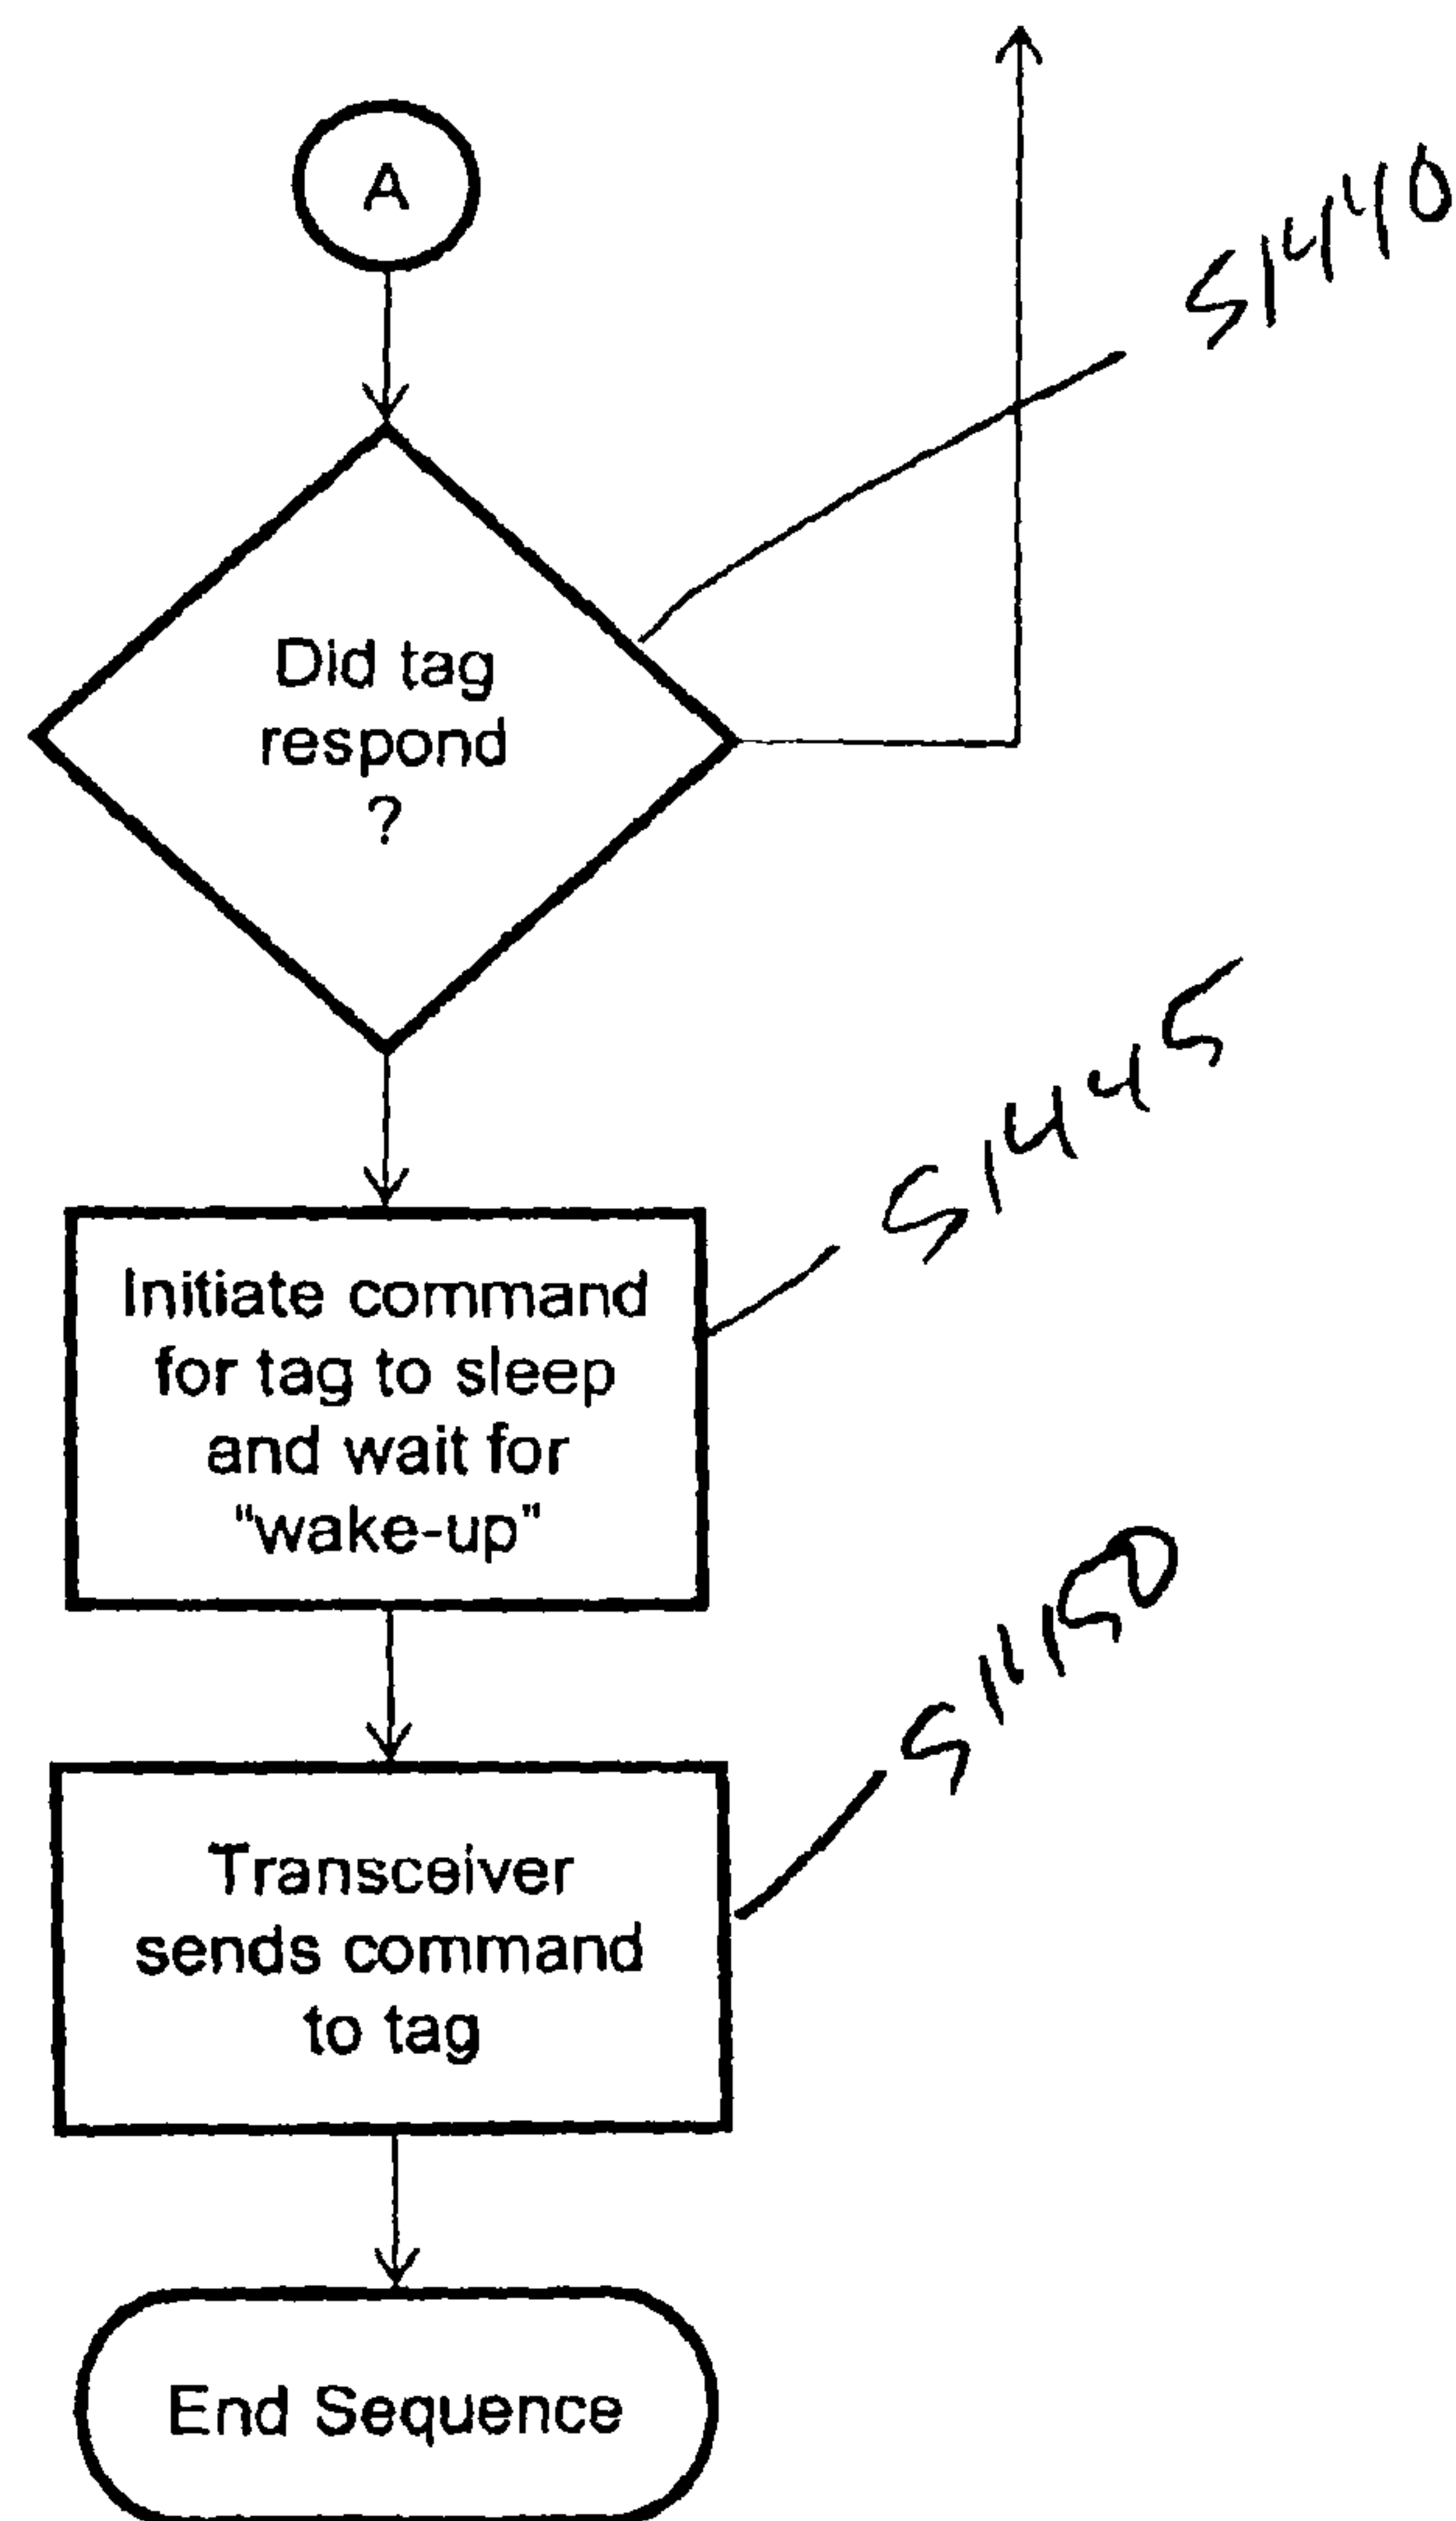 A
S1440
Did tag
respond
?
S1445
Initiate command
for tag to sleep
and wait for
"wake-up"
Transceiver
sends command
to tag
End Sequence